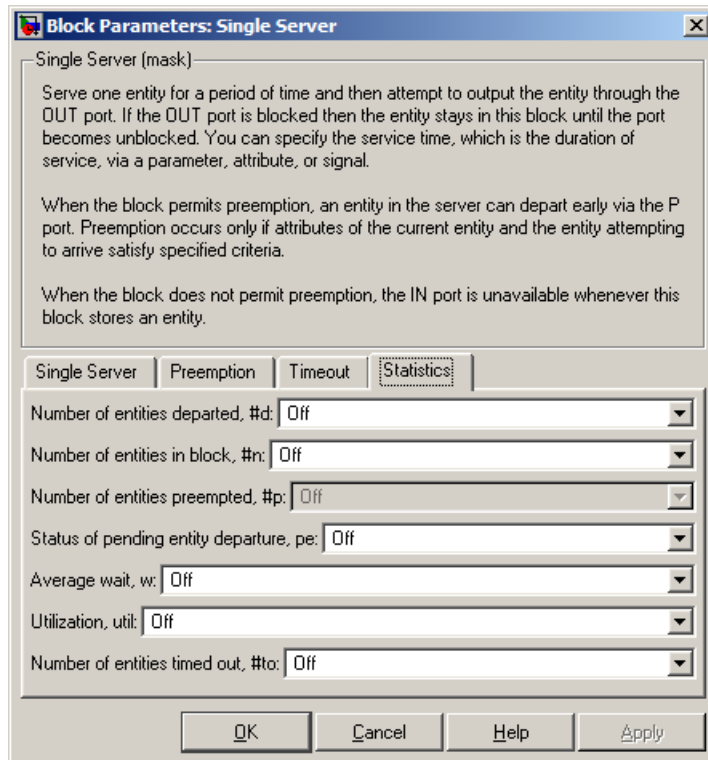 Block Parameters: Single Server
Single Server (mask)
Serve one entity for a period of time and then attempt to output the entity through the
OUT port. If the OUT port is blocked then the entity stays in this block until the port
becomes unblocked. You can specify the service time, which is the duration of
service, via a parameter, attribute, or signal.
When the block permits preemption, an entity in the server can depart early via the P
port. Preemption occurs only if attributes of the current entity and the entity attempting
to arrive satisfy specified criteria.
When the block does not permit preemption, the IN port is unavailable whenever this
block stores an entity.
Single Server Preemption Timeout Statistics
Number of entities departed, #d: Off
Number of entities in block, #n: Off
Number of entities preempted, #p: Off
Status of pending entity departure, pe: Off
Average wait, w: Off
Utilization, util: Off
Number of entities timed out, #to: Off
OK Cancel Help Apply